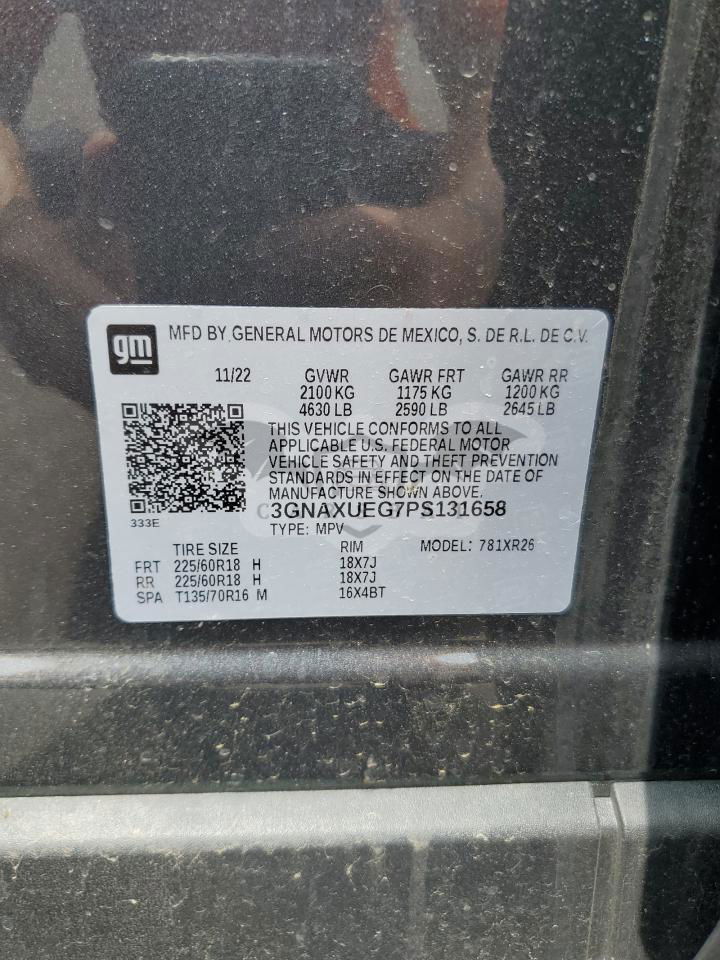 gm MFD BY GENERAL MOTORS DE MEXICO, S. DE R.L. DE C.V.
11/22 GVWR GAWR FRT GAWR RR
2100 KG 1175 KG 1200 KG
4630 LB 2590 LB 2645 LB
THIS VEHICLE CONFORMS TO ALL
APPLICABLE U.S. FEDERAL MOTOR
VEHICLE SAFETY AND THEFT PREVENTION
STANDARDS IN EFFECT ON THE DATE OF
MANUFACTURE SHOWN ABOVE.
333E
3GNAXUEG7PS131658
TYPE: MPV
TIRE SIZE RIM MODEL: 781XR26
FRT 225/60R18 H 18X7J
RR 225/60R18 H 18X7J
SPA T135/70R16 M 16X4BT